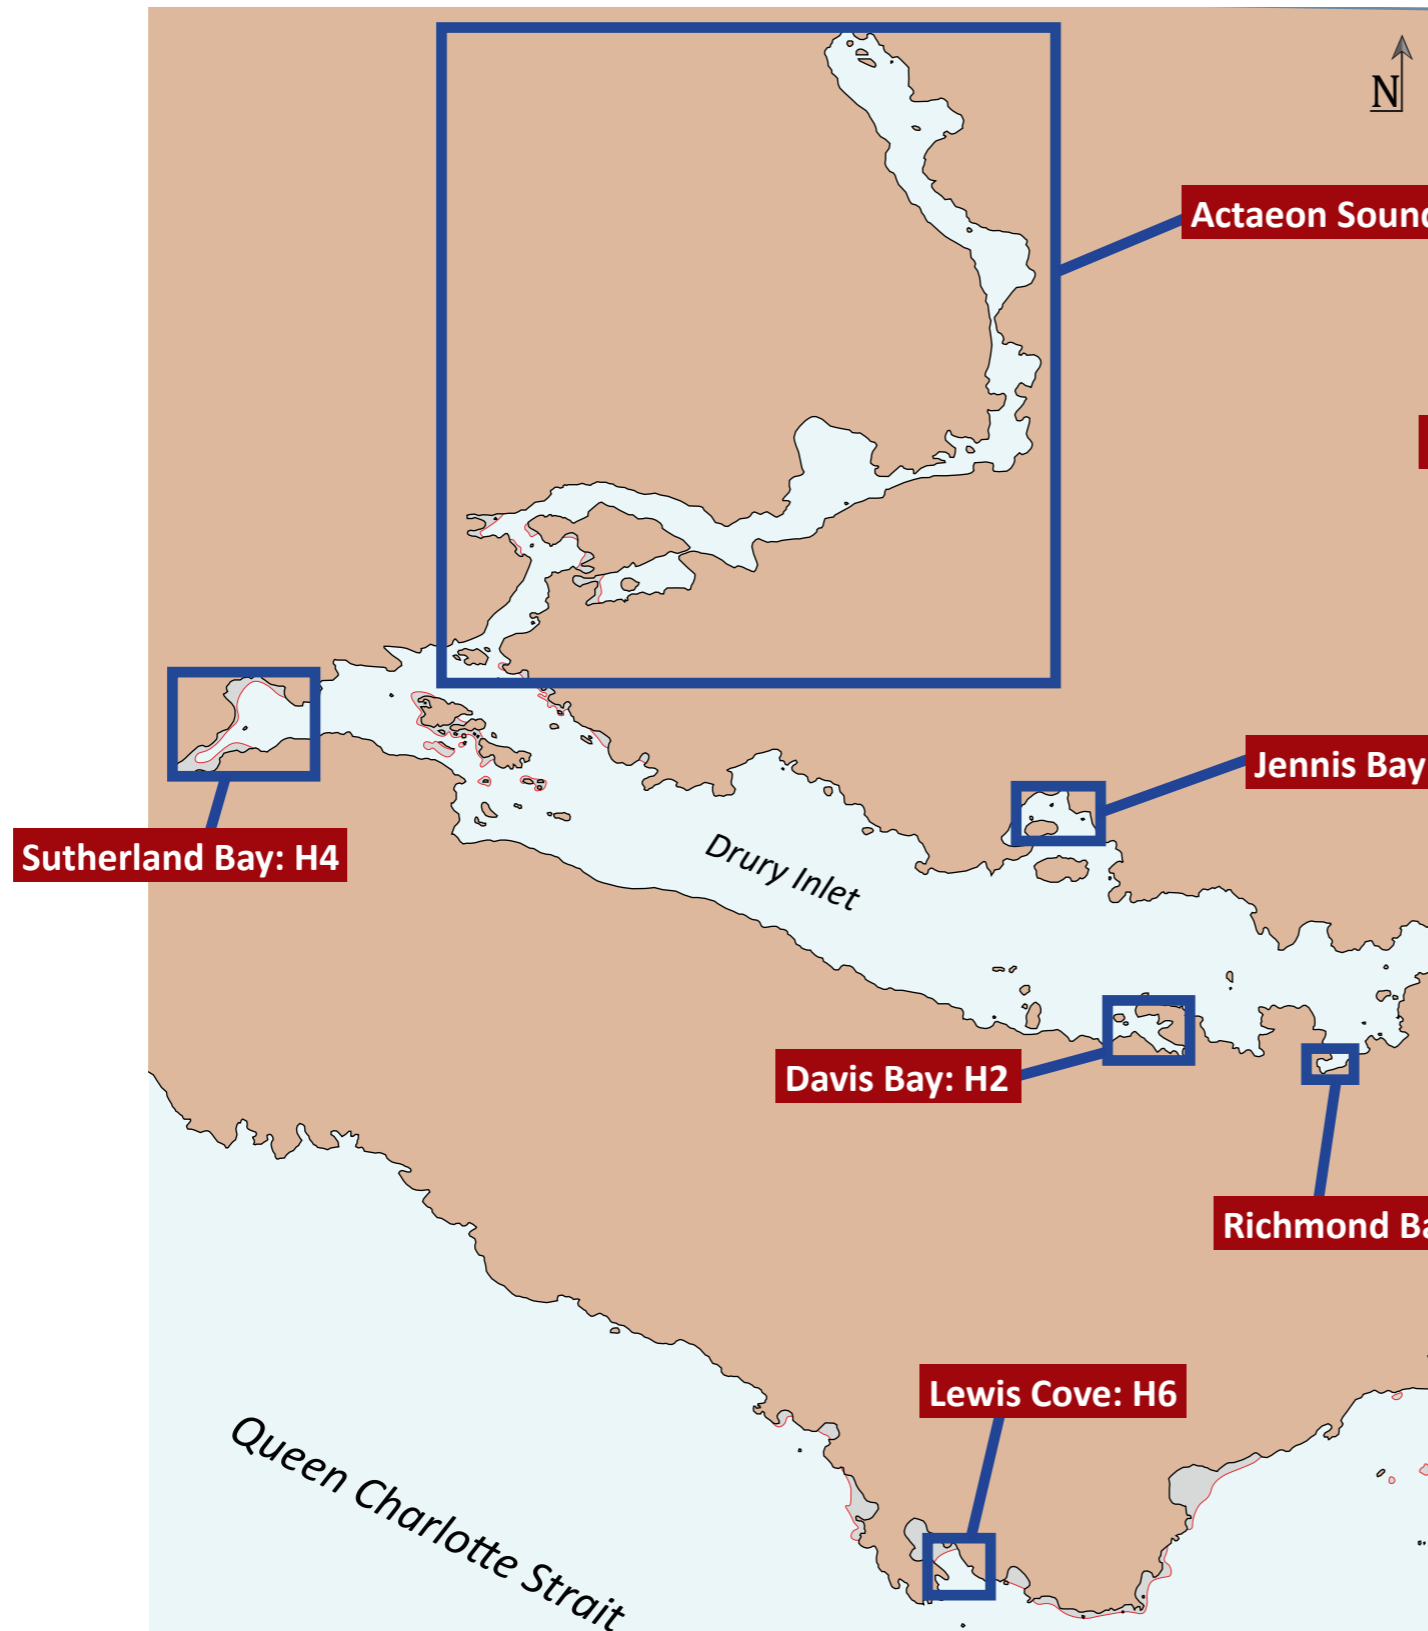 N
Actaeon Sound
Jennis Bay
Sutherland Bay: H4
Drury Inlet
Davis Bay: H2
Richmond Ba
Lewis Cove: H6
Queen Charlotte Strait